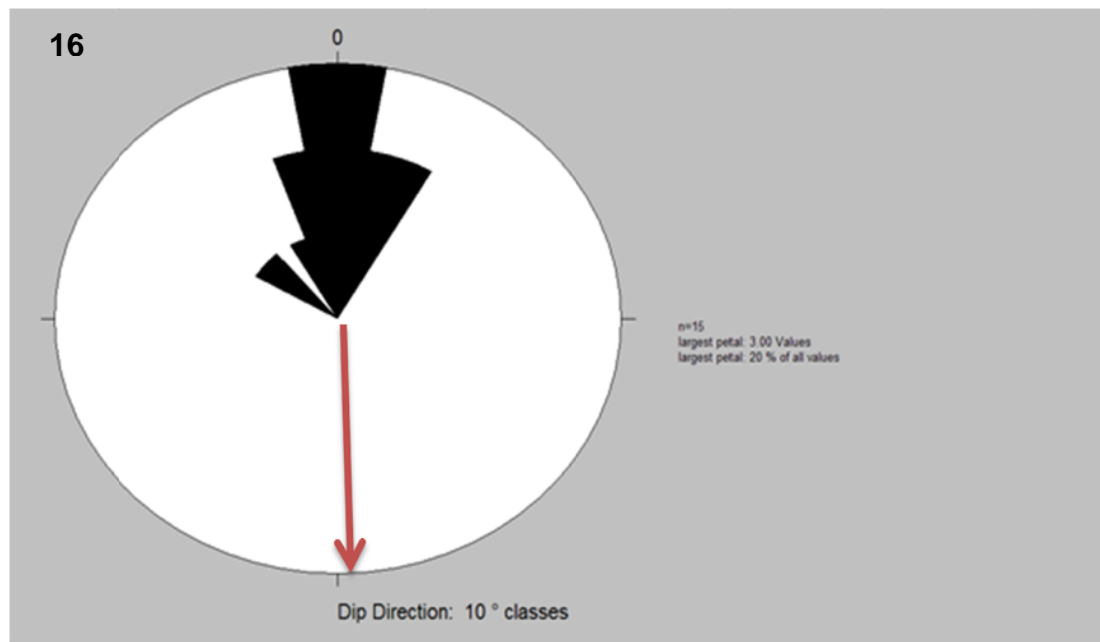 16
0
n=15
largest petal: 3.00 Values
largest petal: 20 % of all values
Dip Direction: 10 ° classes